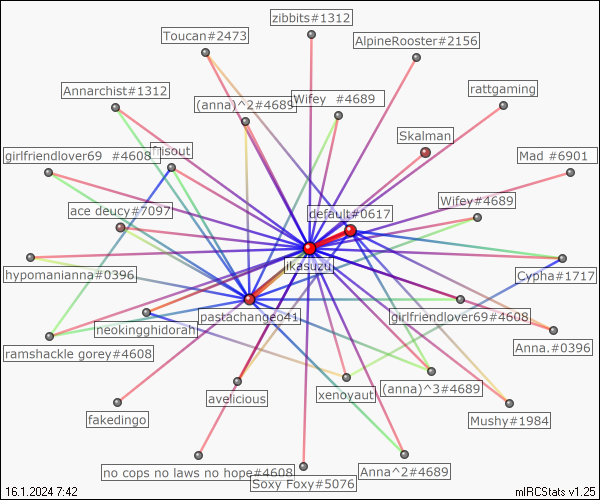 zibbits#1312
Toucan#2473
AlpineRooster#2156
Annarchist#1312
rattgaming
(anna)^2#4689
Wifey #4689
Skalman
girlfriendlover69 #4608
Mad #6901
ace deucy#7097
default#0617
Wifey#4689
ikasuzu
hypomanianna#0396
Cypha#1717
pastachangeo41
girlfriendlover69#4608
neokingghidorah
ramshackle gorey#4608
Anna.#0396
(anna)^3#4689
xenoyaut
avelicious
fakedingo
Mushy#1984
no cops no laws no hope#4608
Anna^2#4689
Soxy Foxy#5076
16.1.2024 7:42
mIRCStats v1.25